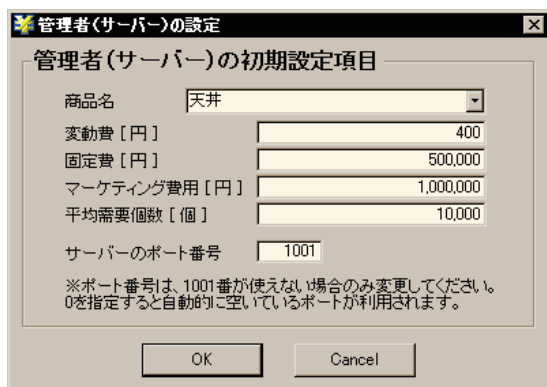 管理者(サーバー)の設定
管理者(サーバー)の初期設定項目
商品名 天丼
変動費[円] 400
固定費[円] 500,000
マーケティング費用[円] 1,000,000
平均需要個数[個] 10,000
サーバーのポート番号 1001
※ポート番号は、1001番が使えない場合のみ変更してください。
0を指定すると自動的に空いているポートが利用されます。
OK Cancel